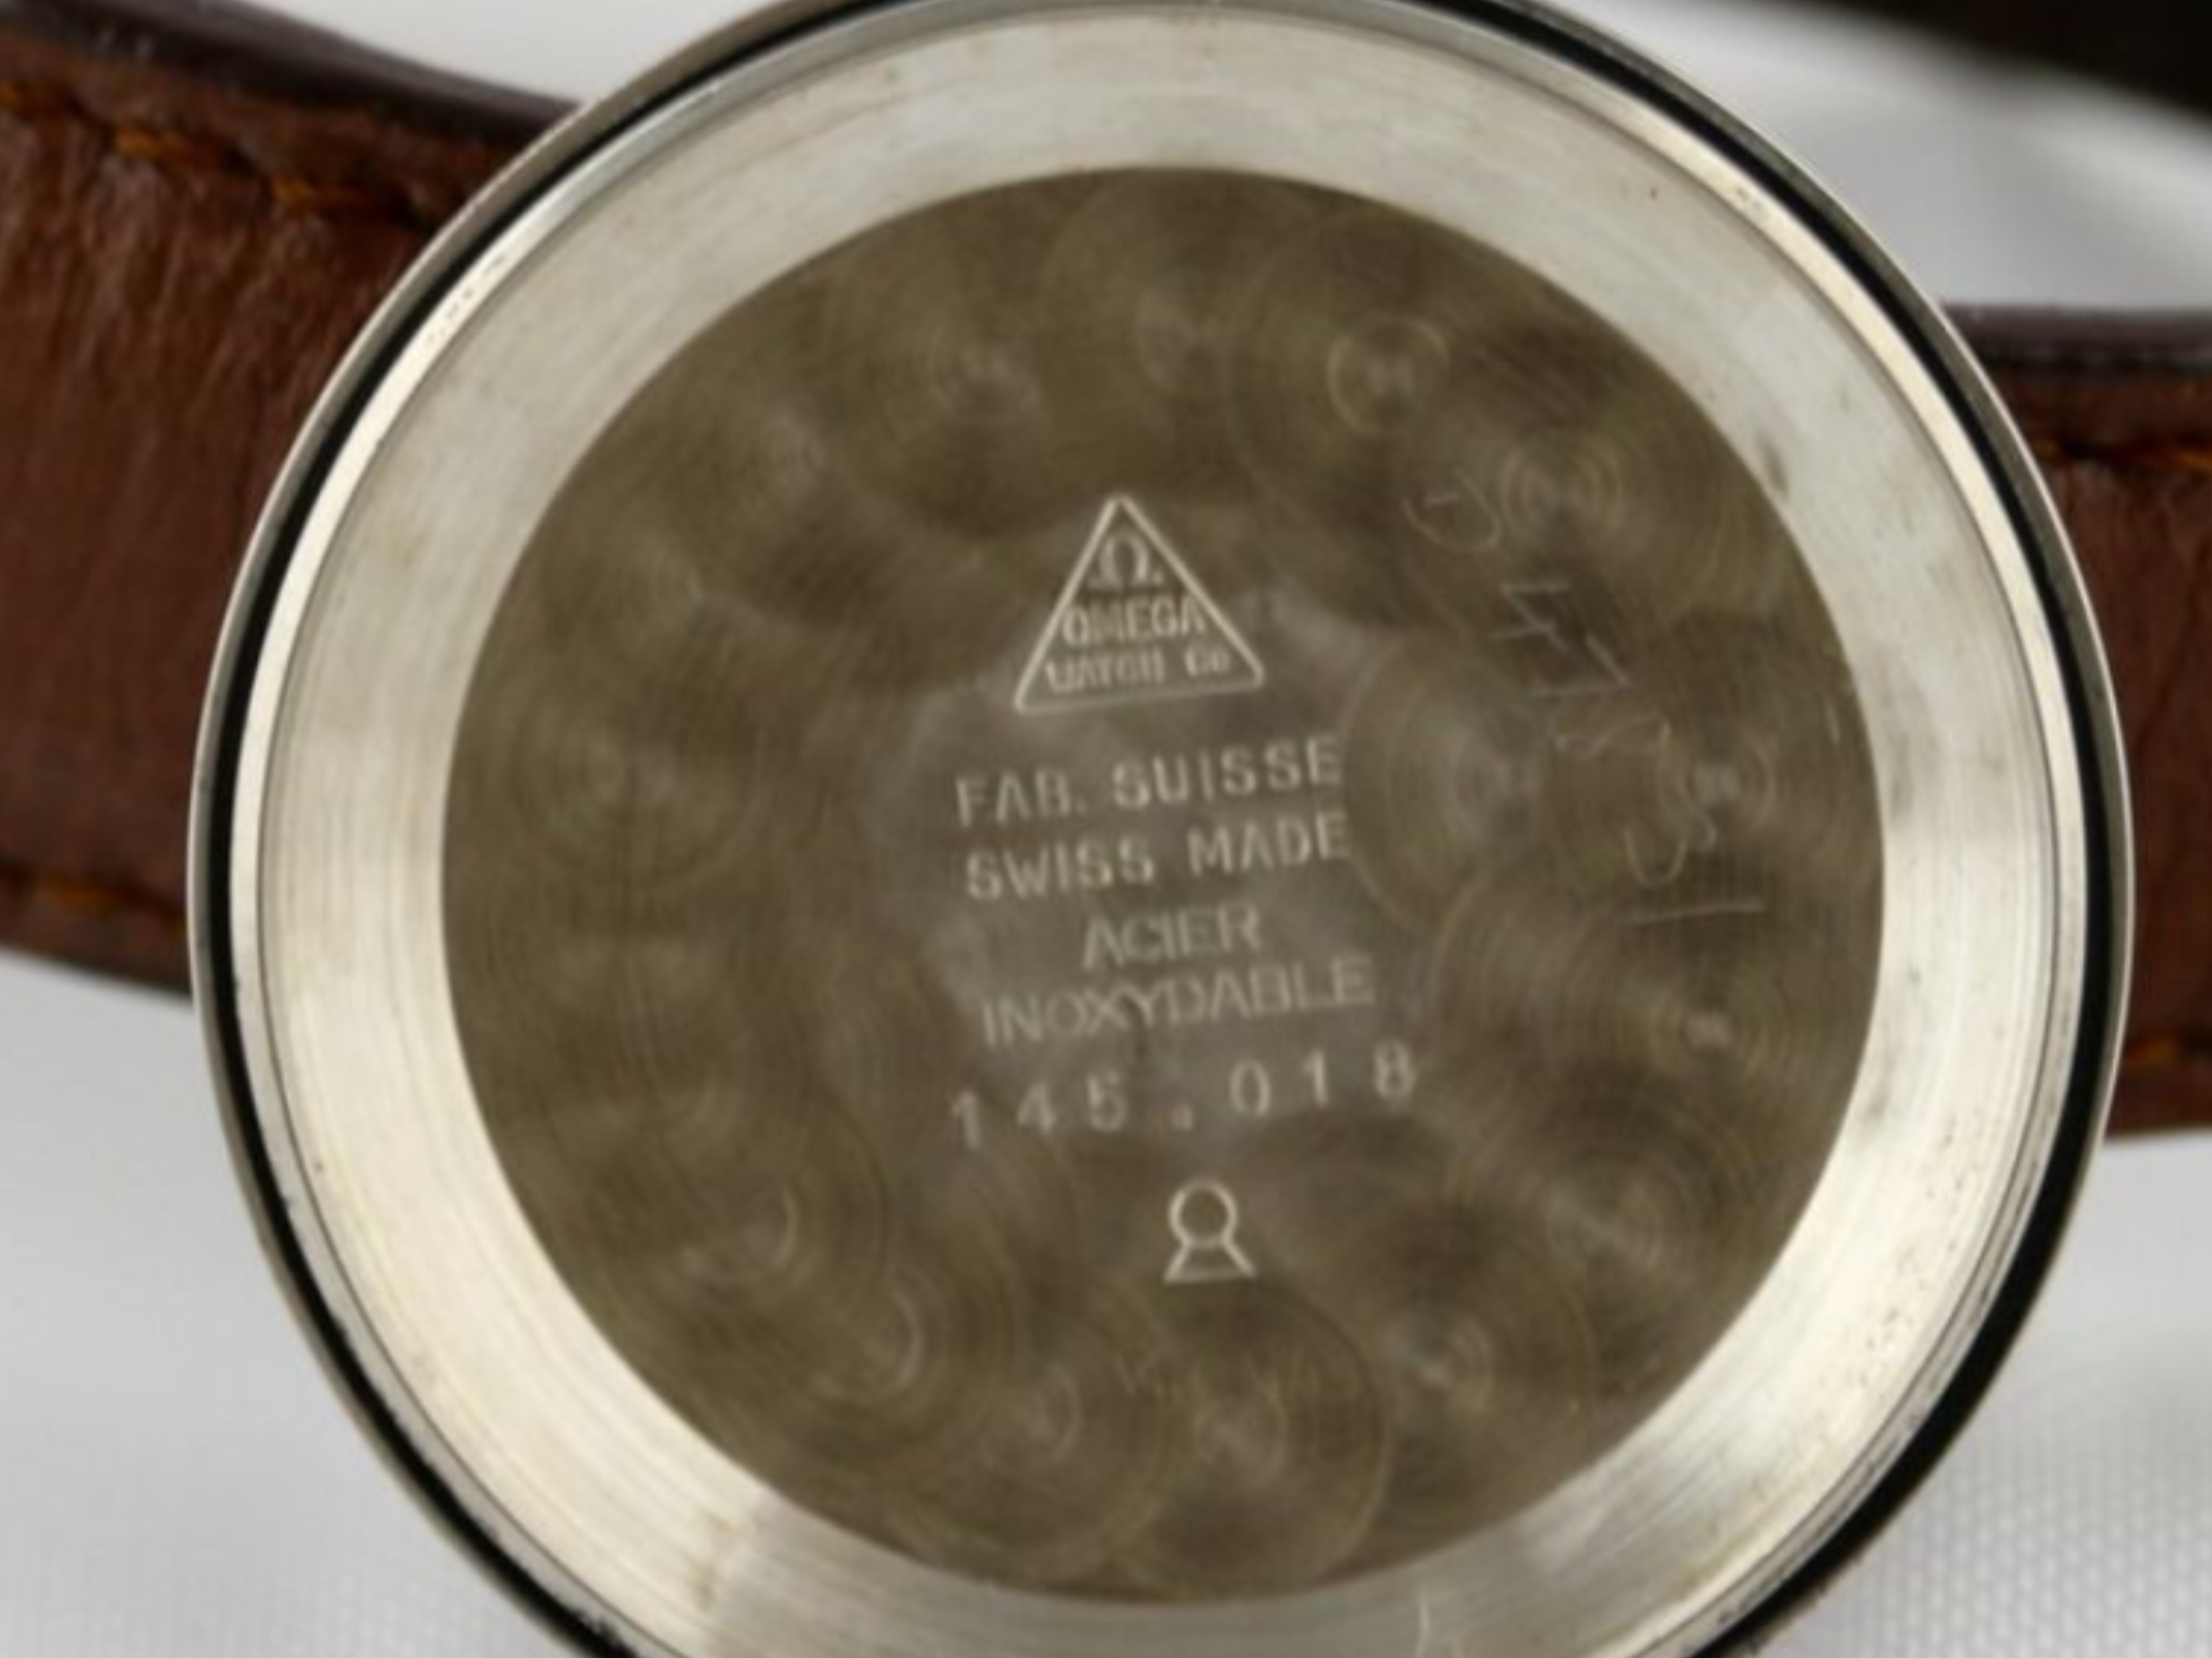 Ω
OMEGA
WATCH Co
FAB. SUISSE
SWISS MADE
ACIER
INOXYDABLE
145.018